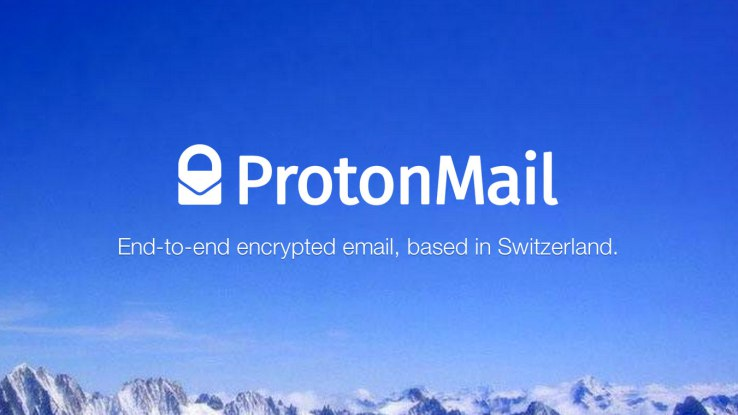 ProtonMail
End-to-end encrypted email, based in Switzerland.